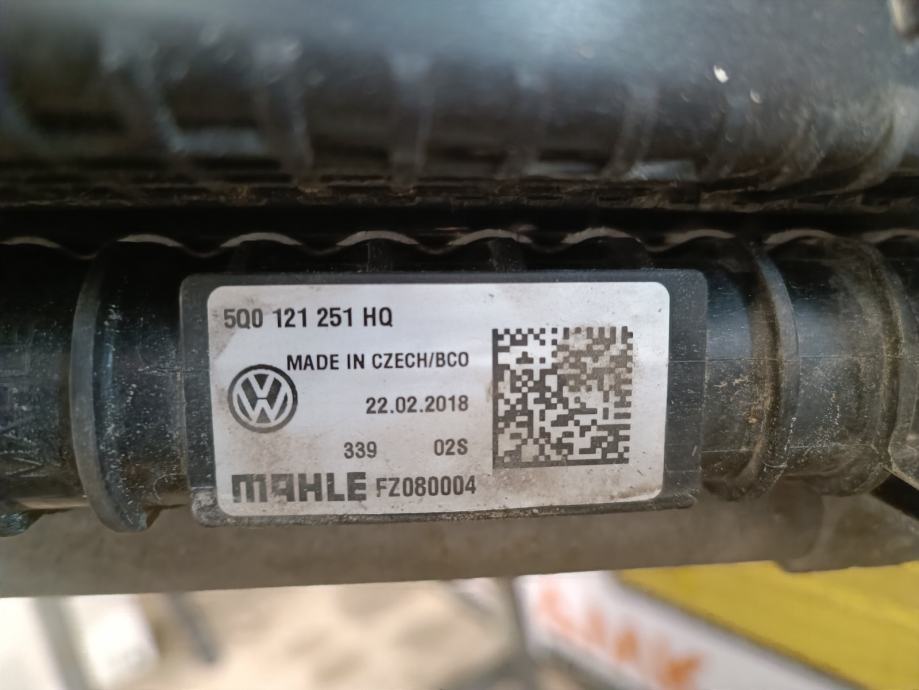 5Q0 121 251 HQ
MADE IN CZECH/BCO
22.02.2018
339 02S
MAHLE FZ080004